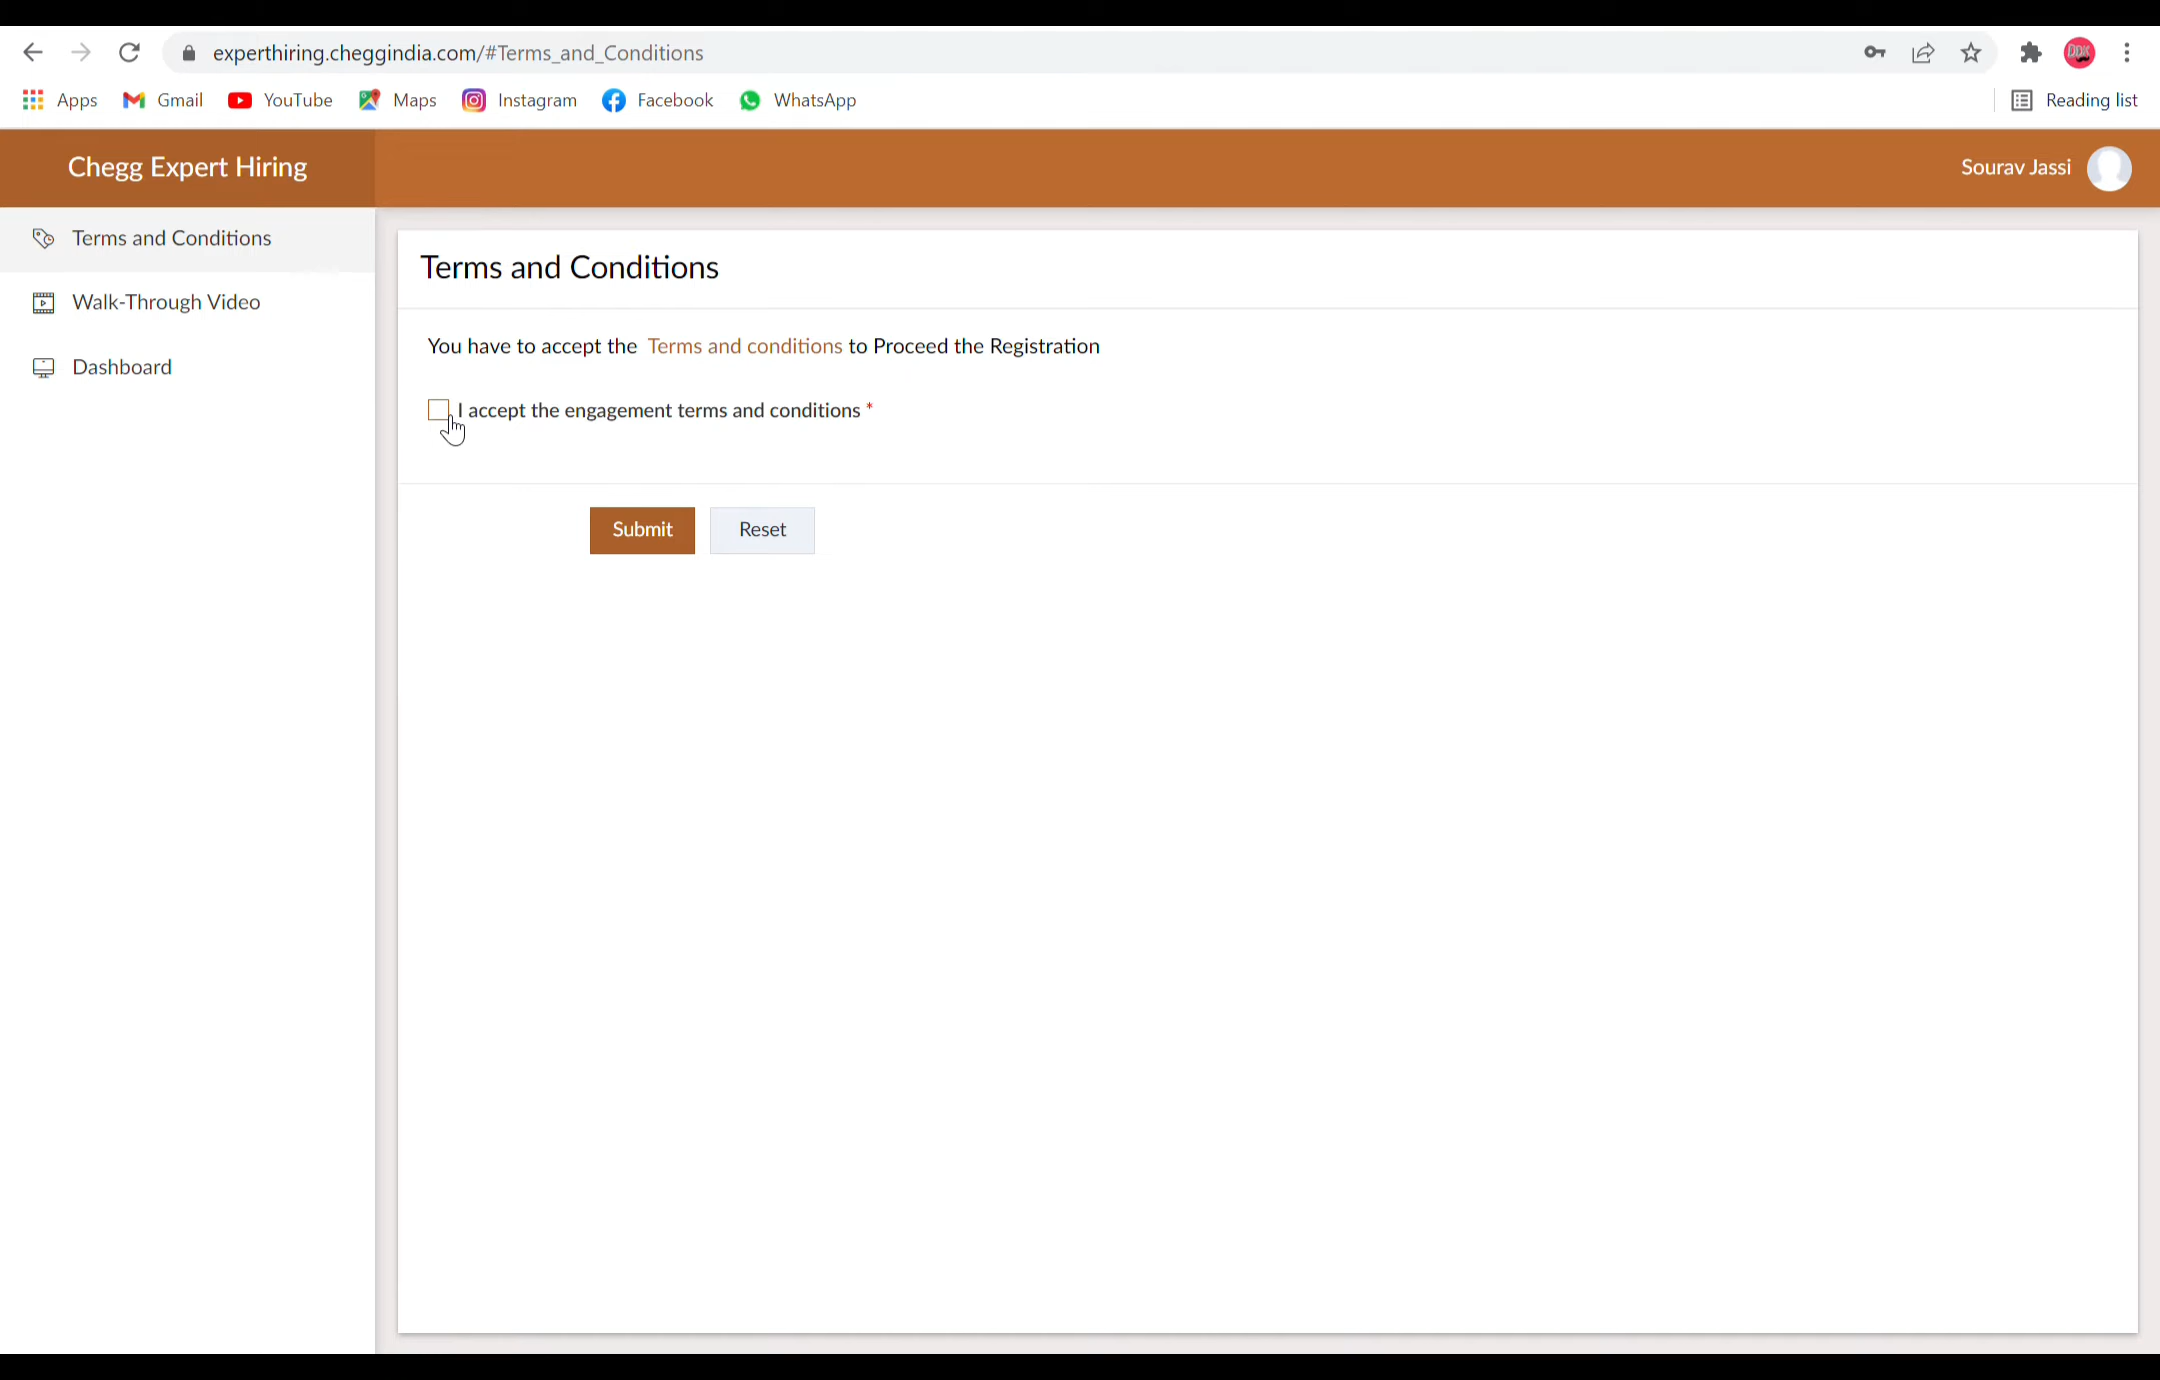 experthiring.cheggindia.com/#Terms_and_Conditions
Apps Gmail YouTube Maps Instagram Facebook WhatsApp Reading list
Chegg Expert Hiring
Sourav Jassi
Terms and Conditions
Walk-Through Video
Dashboard
Terms and Conditions
You have to accept the Terms and conditions to Proceed the Registration
I accept the engagement terms and conditions *
Submit Reset